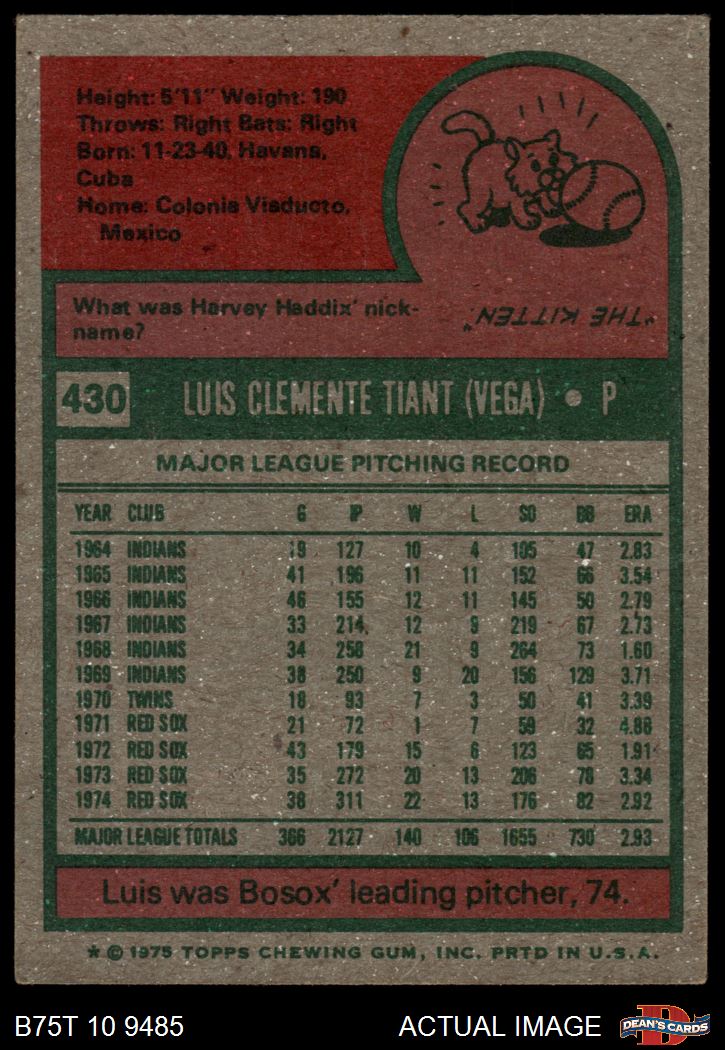 Height: 5'11" Weight: 190
Throws: Right Bats: Right
Born: 11-23-40, Havana,
Cuba
Home: Colonia Viaducto,
Mexico
What was Harvey Haddix' nick-
name?
"THE KITTEN".
430 LUIS CLEMENTE TIANT (VEGA) • P
MAJOR LEAGUE PITCHING RECORD
YEAR CLUB G IP W L SO BB ERA
1964 INDIANS 19 127 10 4 105 47 2.83
1965 INDIANS 41 196 11 11 152 66 3.54
1966 INDIANS 46 155 12 11 145 50 2.79
1967 INDIANS 33 214 12 9 219 67 2.73
1968 INDIANS 34 258 21 9 264 73 1.60
1969 INDIANS 38 250 9 20 156 129 3.71
1970 TWINS 18 93 7 3 50 41 3.39
1971 RED SOX 21 72 1 7 59 32 4.88
1972 RED SOX 43 179 15 6 123 65 1.91
1973 RED SOX 35 272 20 13 206 78 3.34
1974 RED SOX 38 311 22 13 176 82 2.92
MAJOR LEAGUE TOTALS 366 2127 140 106 1655 730 2.93
Luis was Bosox' leading pitcher, 74.
* © 1975 TOPPS CHEWING GUM, INC. PRTD IN U.S.A.
B75T 10 9485 ACTUAL IMAGE D DEAN'S CARDS